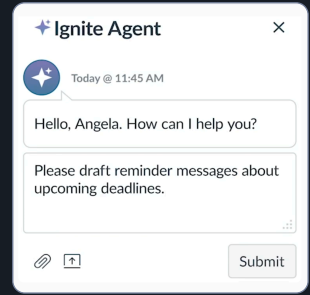 Ignite Agent
Today @ 11:45 AM
Hello, Angela. How can I help you?
Please draft reminder messages about
upcoming deadlines.
Submit